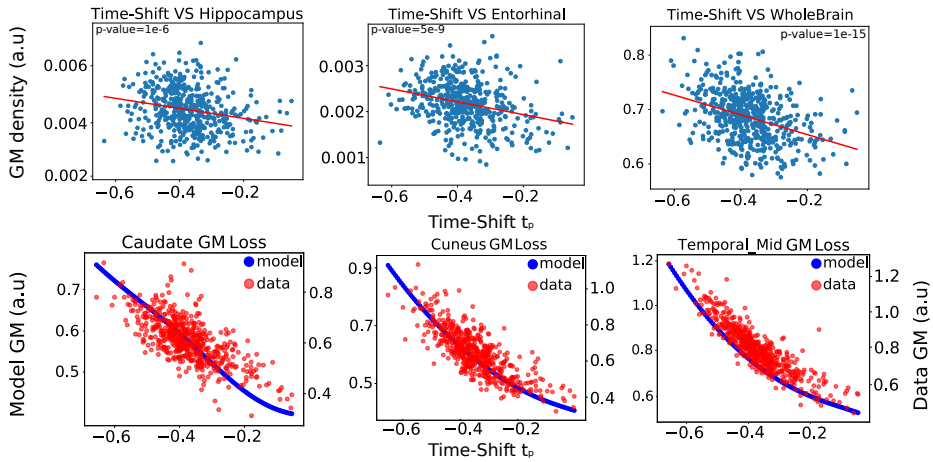 Time-Shift VS Hippocampus
Time-Shift VS Entorhinal
Time-Shift VS WholeBrain
p-value=1e-6
p-value=5e-9
p-value=1e-15
GM density (a.u)
0.006
0.004
0.002
−0.6
−0.4
−0.2
0.003
0.002
0.001
−0.6
−0.4
−0.2
0.8
0.7
0.6
−0.6
−0.4
−0.2
Time-Shift tₚ
Caudate GM Loss
Cuneus GM Loss
Temporal_Mid GM Loss
Model GM (a.u)
model
data
0.7
0.6
0.5
0.8
0.6
0.4
−0.6
−0.4
−0.2
model
data
0.9
0.7
0.5
1.0
0.8
0.6
0.4
−0.6
−0.4
−0.2
model
data
1.2
1.0
0.8
0.6
1.2
1.0
0.8
0.6
−0.6
−0.4
−0.2
Data GM (a.u)
Time-Shift tₚ